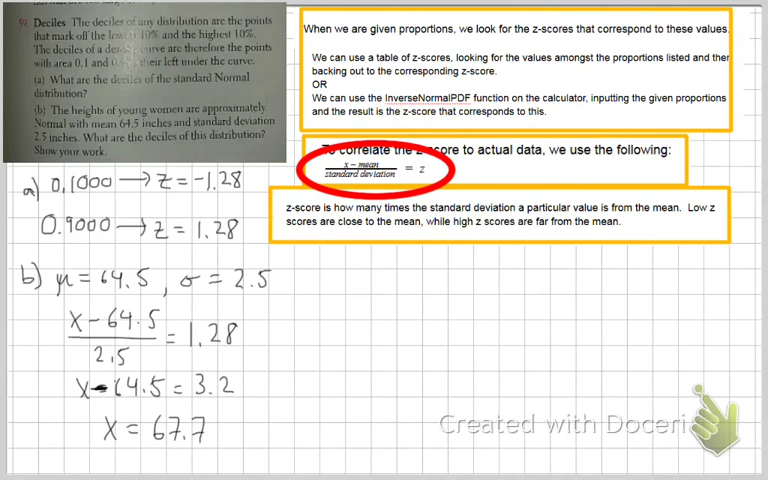 59. Deciles The deciles of any distribution are the points
that mark off the lowest 10% and the highest 10%.
The deciles of a density curve are therefore the points
with area 0.1 and their left under the curve.
(a) What are the deciles of the standard Normal
distribution?
(b) The heights of young women are approximately
Normal with mean 64.5 inches and standard deviation
2.5 inches. What are the deciles of this distribution?
Show your work.
When we are given proportions, we look for the z-scores that correspond to these values.
We can use a table of z-scores, looking for the values amongst the proportions listed and then
backing out to the corresponding z-score.
OR
We can use the InverseNormalPDF function on the calculator, inputting the given proportions
and the result is the z-score that corresponds to this.
To correlate the z-score to actual data, we use the following:
x − mean / standard deviation = z
z-score is how many times the standard deviation a particular value is from the mean. Low z
scores are close to the mean, while high z scores are far from the mean.
a) 0.1000 → z = -1.28
0.9000 → z = 1.28
b) μ = 64.5, σ = 2.5
x - 64.5 / 2.5 = 1.28
x - 64.5 = 3.2
x = 67.7
Created with Doceri